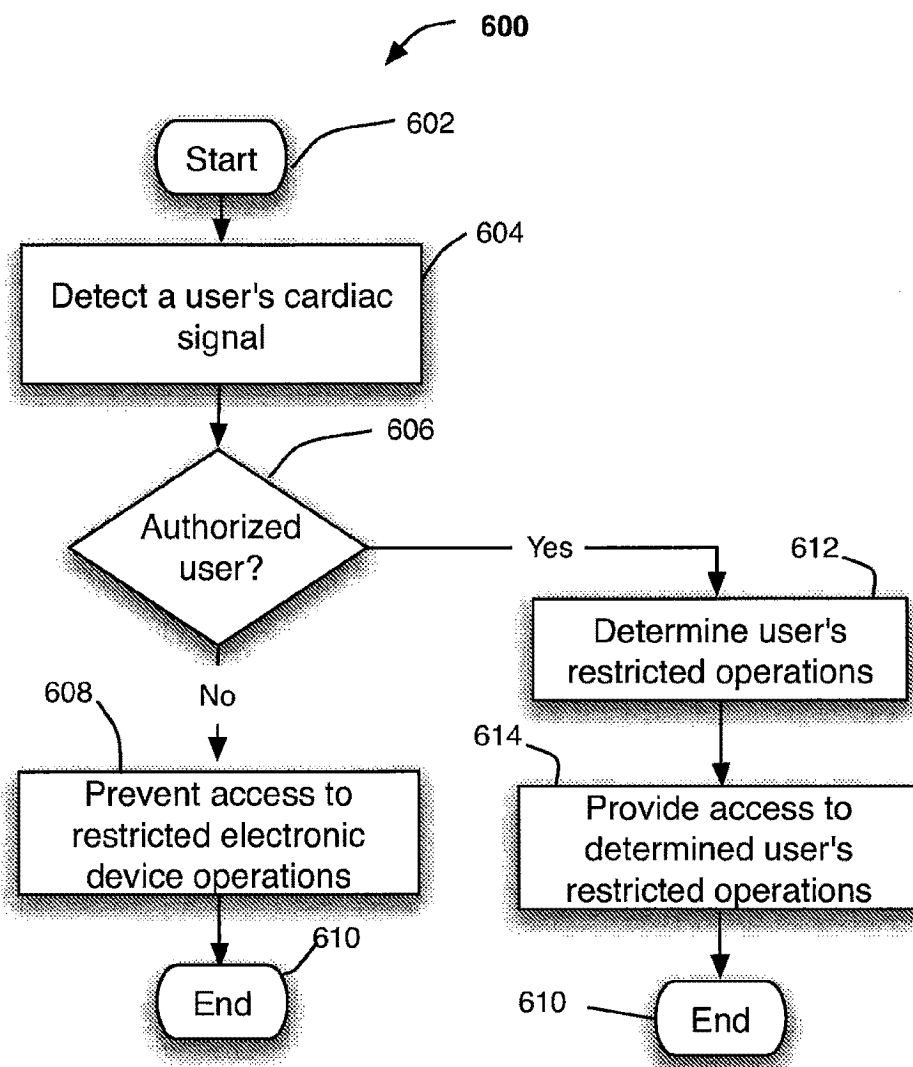 600
602
Start
604
Detect a user's cardiac
signal
606
Authorized
user?
Yes
612
Determine user's
restricted operations
No
608
614
Prevent access to
restricted electronic
device operations
Provide access to
determined user's
restricted operations
610
End
610
End